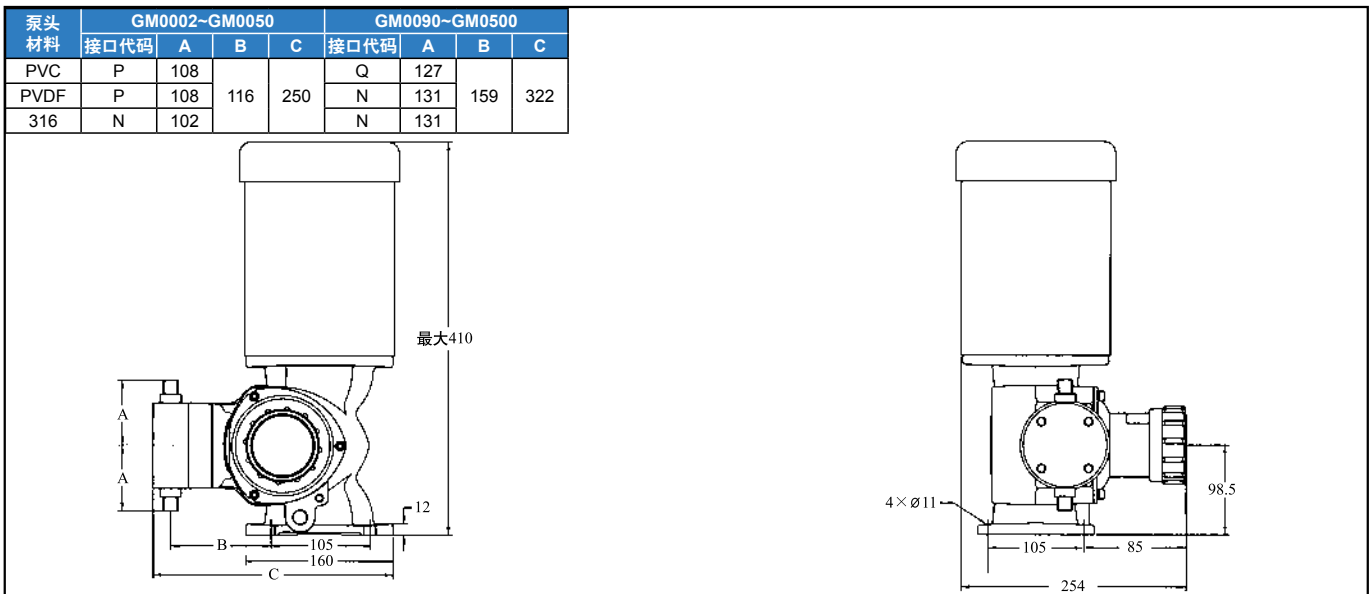 泵头材料 GM0002~GM0050 GM0090~GM0500
接口代码 A B C 接口代码 A B C
PVC P 108 116 250 Q 127 159 322
PVDF P 108 N 131
316 N 102 N 131
最大410
A
A
12
B 105
160
C
98.5
4×ø11
105 85
254